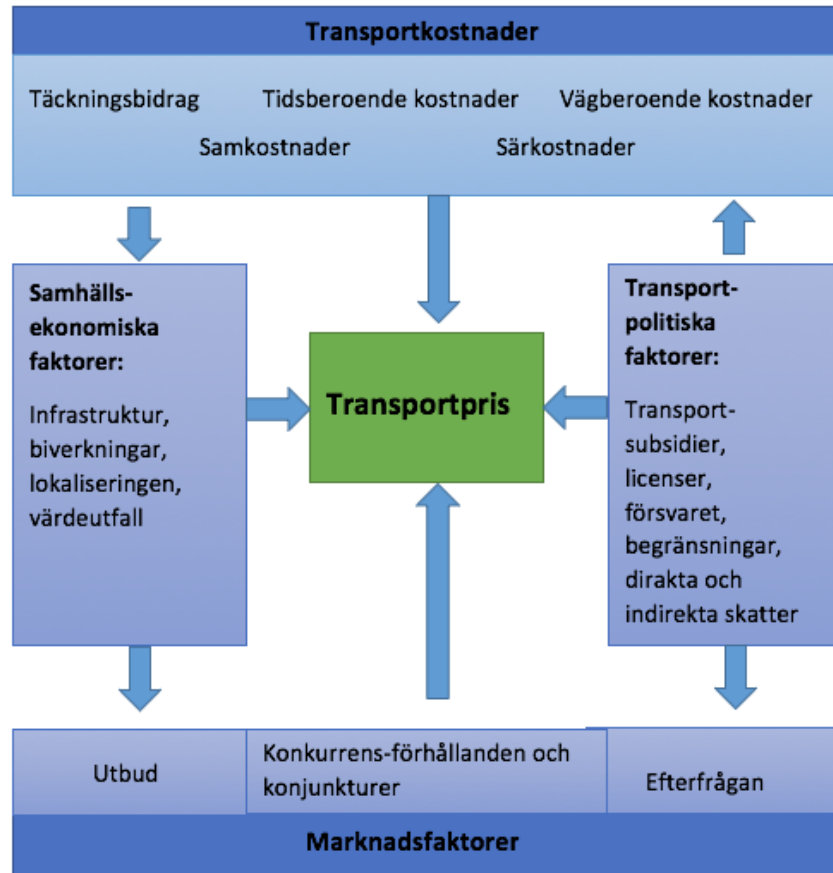 Transportkostnader
Täckningsbidrag
Tidsberoende kostnader
Vägberoende kostnader
Samkostnader
Särkostnader
Samhälls-
ekonomiska
faktorer:
Infrastruktur,
biverkningar,
lokaliseringen,
värdeutfall
Transportpris
Transport-
politiska
faktorer:
Transport-
subsidier,
licenser,
försvaret,
begränsningar,
dirakta och
indirekta skatter
Utbud
Konkurrens-förhållanden och
konjunkturer
Efterfrågan
Marknadsfaktorer